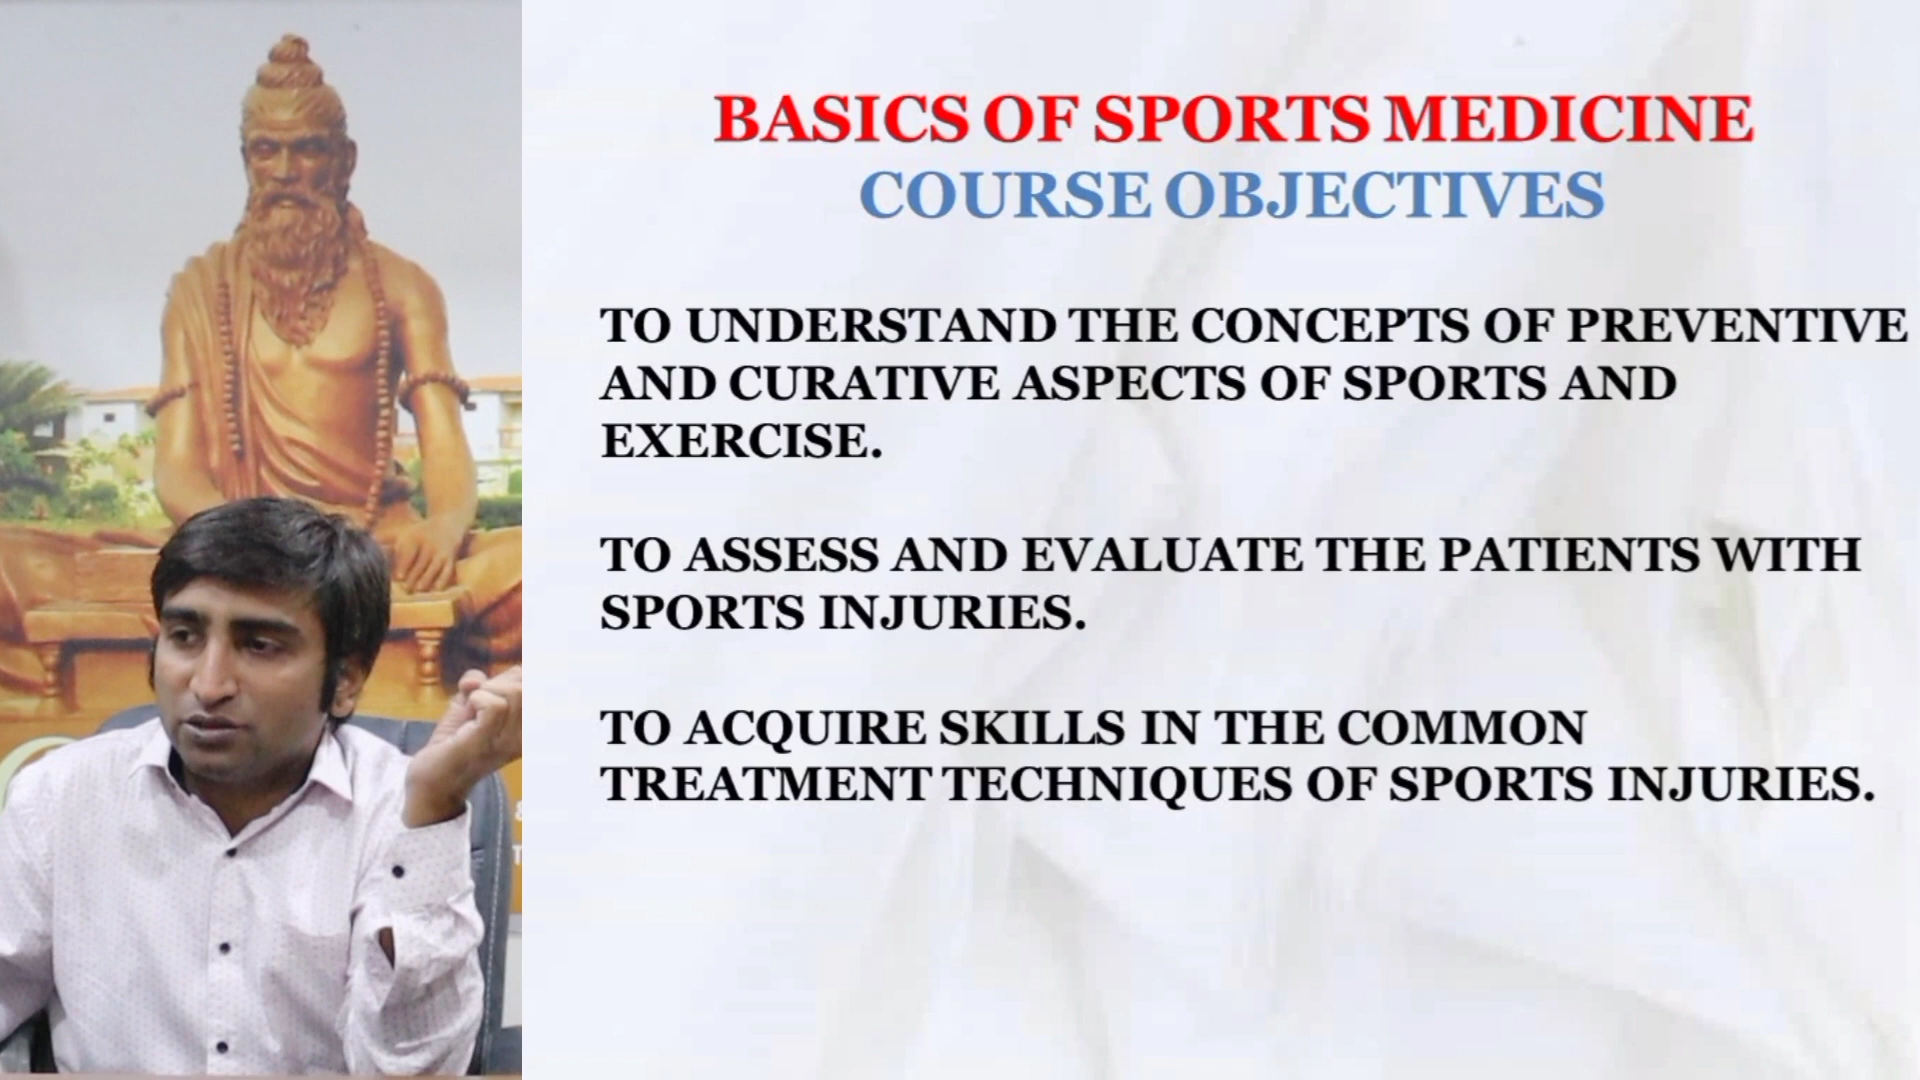 BASICS OF SPORTS MEDICINE
COURSE OBJECTIVES
TO UNDERSTAND THE CONCEPTS OF PREVENTIVE
AND CURATIVE ASPECTS OF SPORTS AND
EXERCISE.
TO ASSESS AND EVALUATE THE PATIENTS WITH
SPORTS INJURIES.
TO ACQUIRE SKILLS IN THE COMMON
TREATMENT TECHNIQUES OF SPORTS INJURIES.